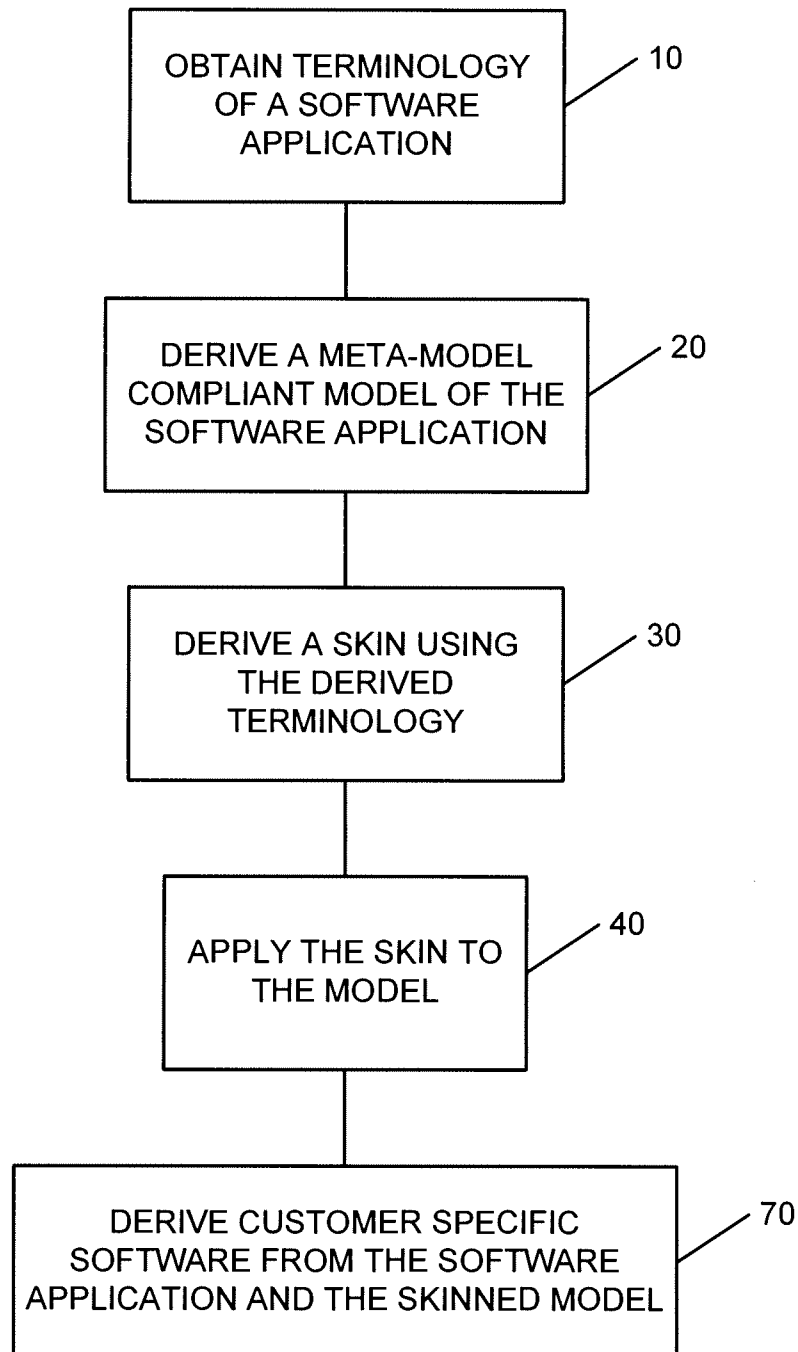 OBTAIN TERMINOLOGY
OF A SOFTWARE
APPLICATION
10
DERIVE A META-MODEL
COMPLIANT MODEL OF THE
SOFTWARE APPLICATION
20
DERIVE A SKIN USING
THE DERIVED
TERMINOLOGY
30
APPLY THE SKIN TO
THE MODEL
40
DERIVE CUSTOMER SPECIFIC
SOFTWARE FROM THE SOFTWARE
APPLICATION AND THE SKINNED MODEL
70